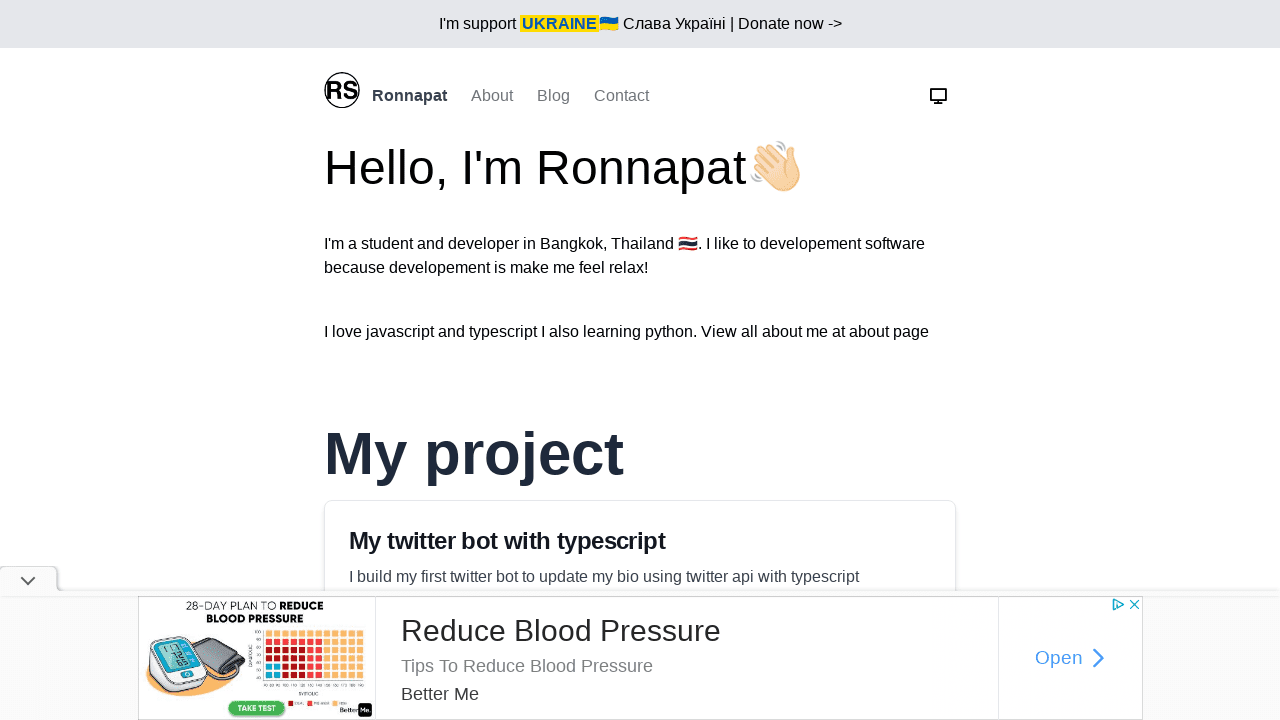 I'm support UKRAINE🇺🇦 Слава Україні | Donate now ->
RS Ronnapat About Blog Contact
Hello, I'm Ronnapat👋🏻
I'm a student and developer in Bangkok, Thailand 🇹🇭. I like to developement software
because developement is make me feel relax!
I love javascript and typescript I also learning python. View all about me at about page
My project
My twitter bot with typescript
I build my first twitter bot to update my bio using twitter api with typescript
28-DAY PLAN TO REDUCE
BLOOD PRESSURE
SYSTOLIC
TAKE TEST
BetterMe.
Reduce Blood Pressure
Tips To Reduce Blood Pressure
Better Me
Open